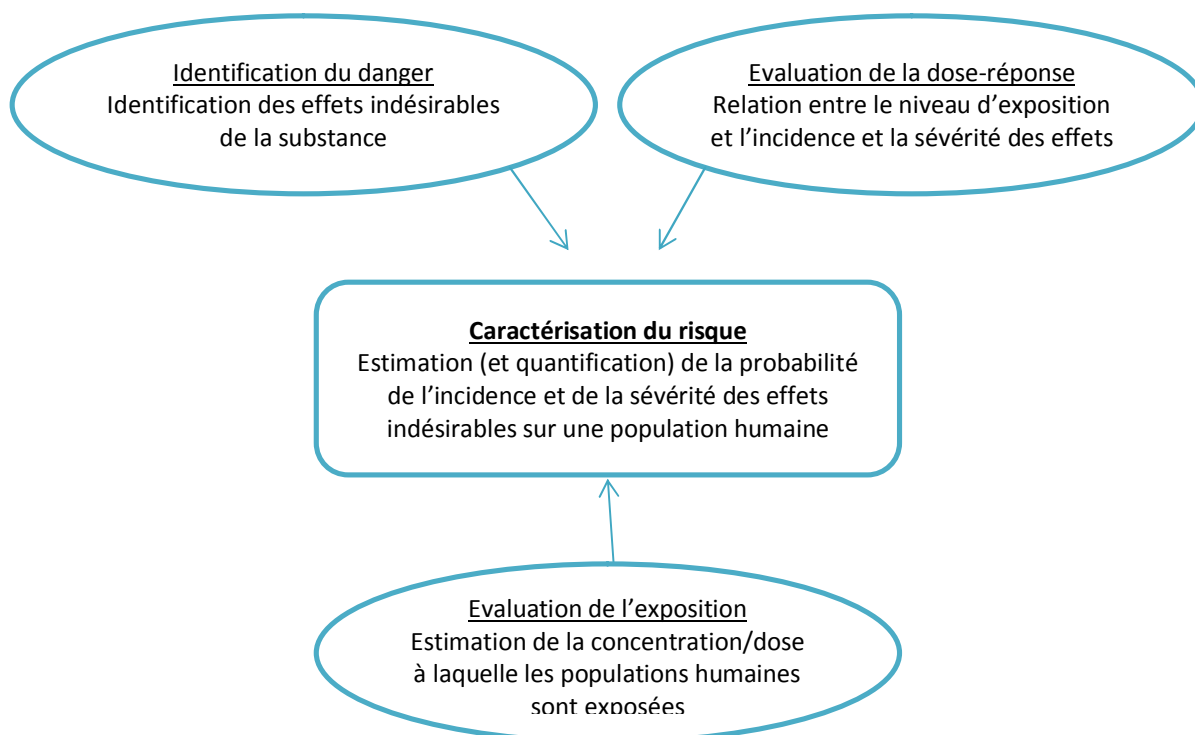 Identification du danger
Identification des effets indésirables
de la substance
Evaluation de la dose-réponse
Relation entre le niveau d’exposition
et l’incidence et la sévérité des effets
Caractérisation du risque
Estimation (et quantification) de la probabilité
de l’incidence et de la sévérité des effets
indésirables sur une population humaine
Evaluation de l’exposition
Estimation de la concentration/dose
à laquelle les populations humaines
sont exposées